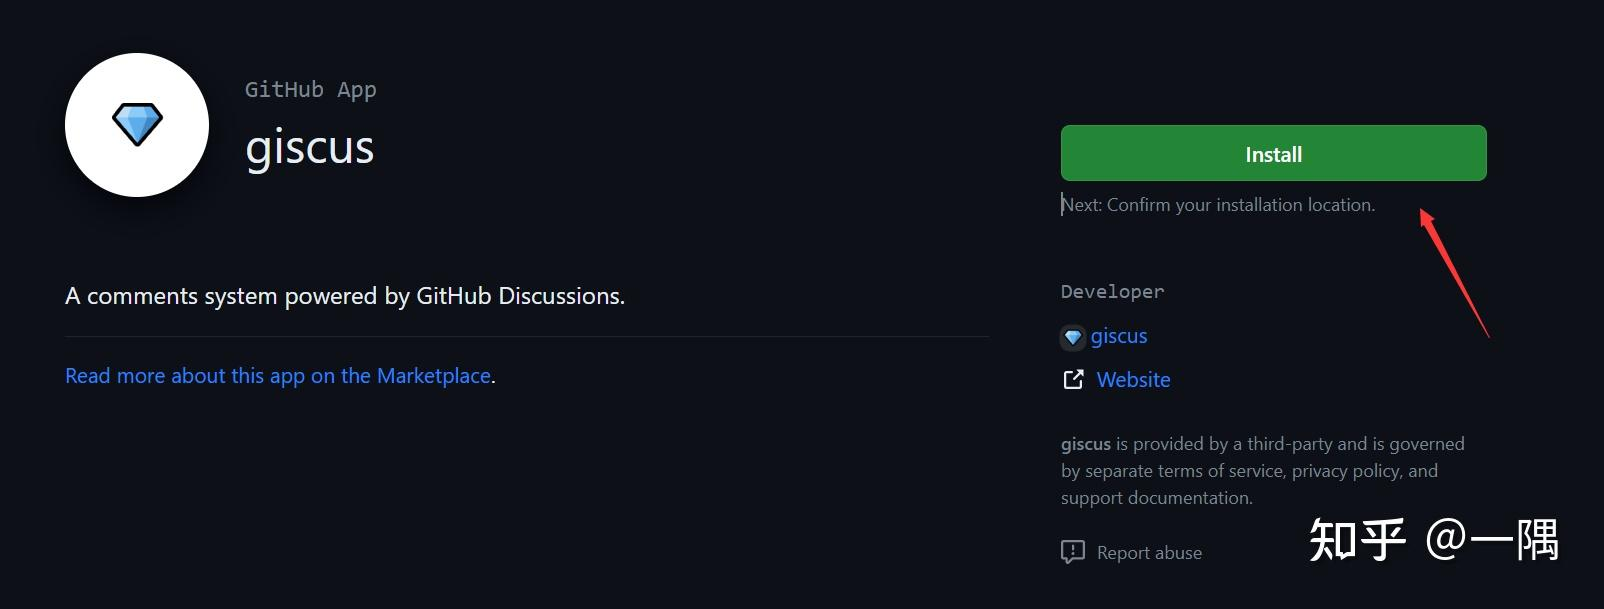 GitHub App
giscus
A comments system powered by GitHub Discussions.
Read more about this app on the Marketplace.
Install
Next: Confirm your installation location.
Developer
giscus
Website
giscus is provided by a third-party and is governed
by separate terms of service, privacy policy, and
support documentation.
Report abuse
知乎 @一隅